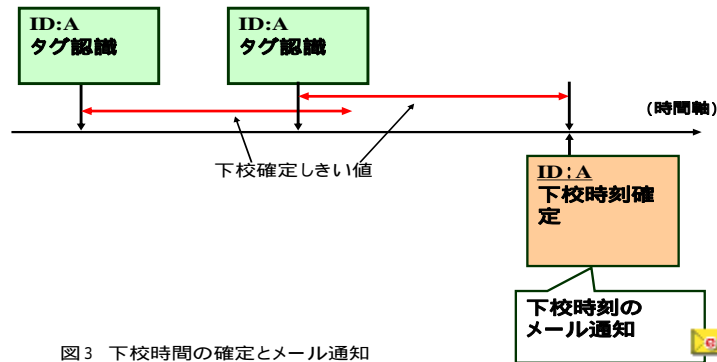 ID:A
タグ認識
ID:A
タグ認識
(時間軸)
下校確定しきい値
ID:A
下校時刻確
定
下校時刻の
メール通知
図3 下校時間の確定とメール通知